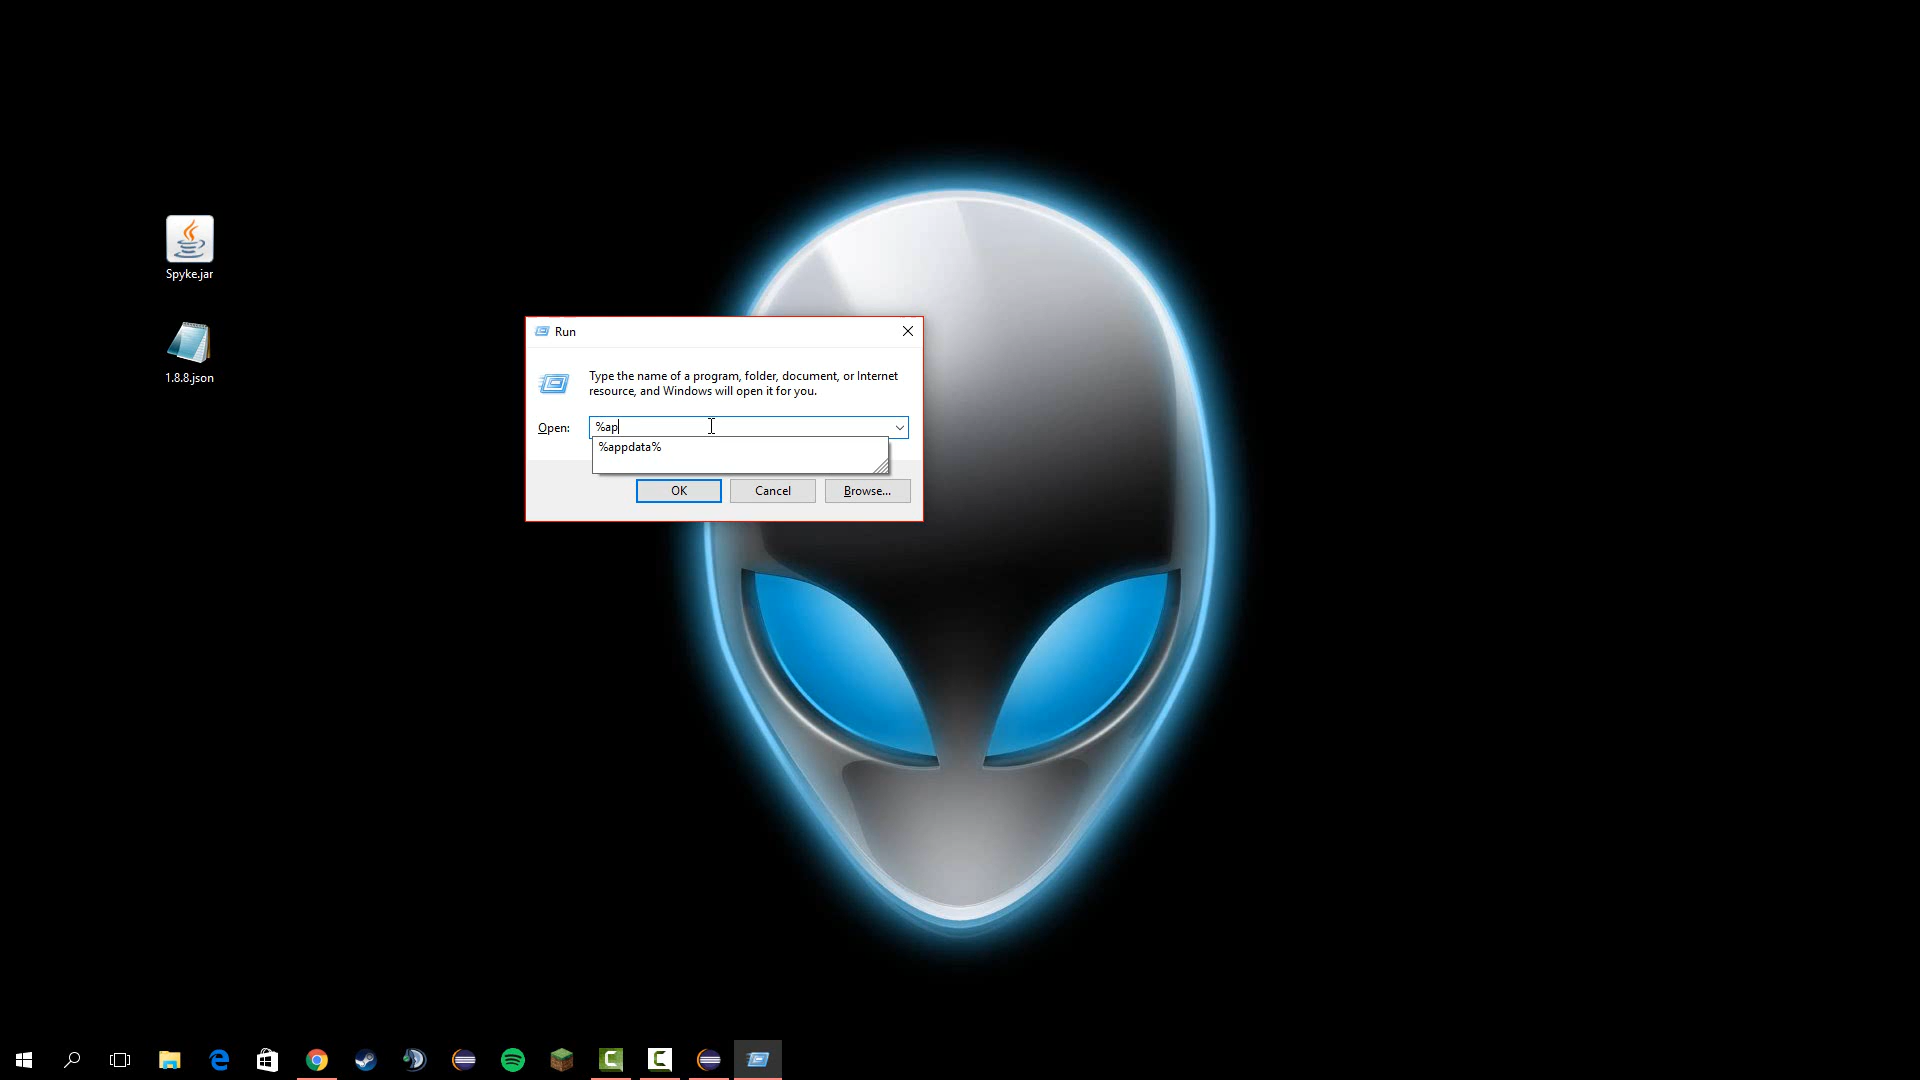 Spyke.jar
1.8.8.json
Run
Type the name of a program, folder, document, or Internet
resource, and Windows will open it for you.
Open:
%ap
%appdata%
OK
Cancel
Browse...